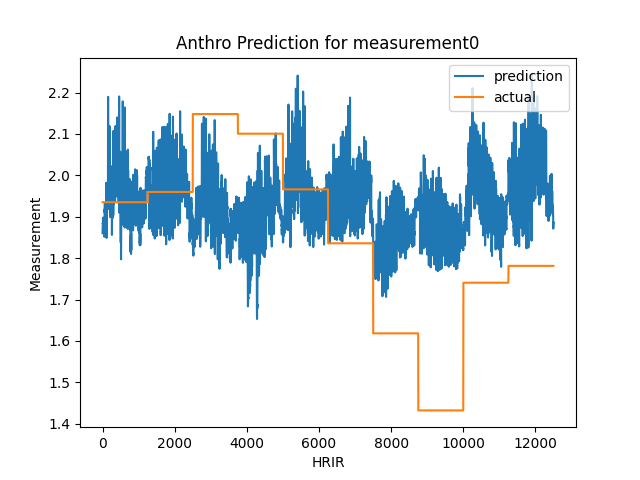 Anthro Prediction for measurement0
prediction
actual
2.2
2.1
2.0
1.9
1.8
1.7
1.6
1.5
1.4
Measurement
0 2000 4000 6000 8000 10000 12000
HRIR